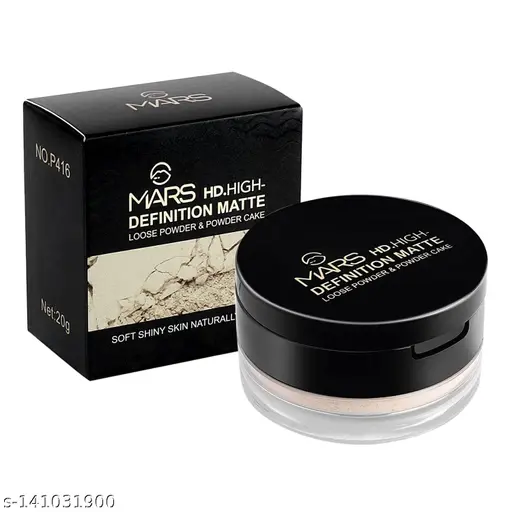 MARS
NO.P416
Net:20g
MARS HD.HIGH-
DEFINITION MATTE
LOOSE POWDER & POWDER CAKE
SOFT SHINY SKIN NATURALLY
MARS HD.HIGH-
DEFINITION MATTE
LOOSE POWDER & POWDER CAKE
s-141031900